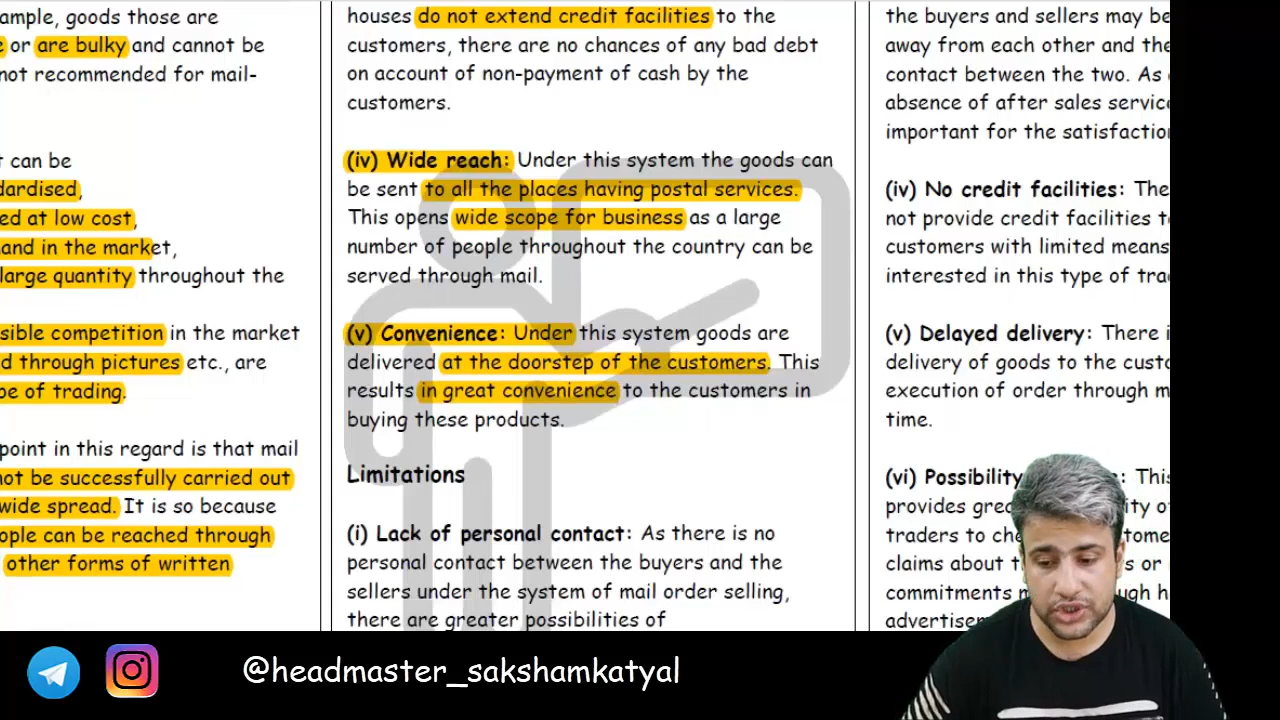 ample, goods those are
or are bulky and cannot be
not recommended for mail-
t can be
dardised,
ed at low cost,
and in the market,
large quantity throughout the
sible competition in the market
d through pictures etc., are
pe of trading.
point in this regard is that mail
not be successfully carried out
wide spread. It is so because
ople can be reached through
other forms of written
houses do not extend credit facilities to the
customers, there are no chances of any bad debt
on account of non-payment of cash by the
customers.
(iv) Wide reach: Under this system the goods can
be sent to all the places having postal services.
This opens wide scope for business as a large
number of people throughout the country can be
served through mail.
(v) Convenience: Under this system goods are
delivered at the doorstep of the customers. This
results in great convenience to the customers in
buying these products.
Limitations
(i) Lack of personal contact: As there is no
personal contact between the buyers and the
sellers under the system of mail order selling,
there are greater possibilities of
the buyers and sellers may be
away from each other and the
contact between the two. As
absence of after sales servic
important for the satisfactio
(iv) No credit facilities: The
not provide credit facilities t
customers with limited means
interested in this type of tra
(v) Delayed delivery: There i
delivery of goods to the custo
execution of order through m
time.
(vi) Possibility : This
provides grea ity o
traders to che tome
claims about t s or
commitments ugh h
advertisem
@headmaster_sakshamkatyal